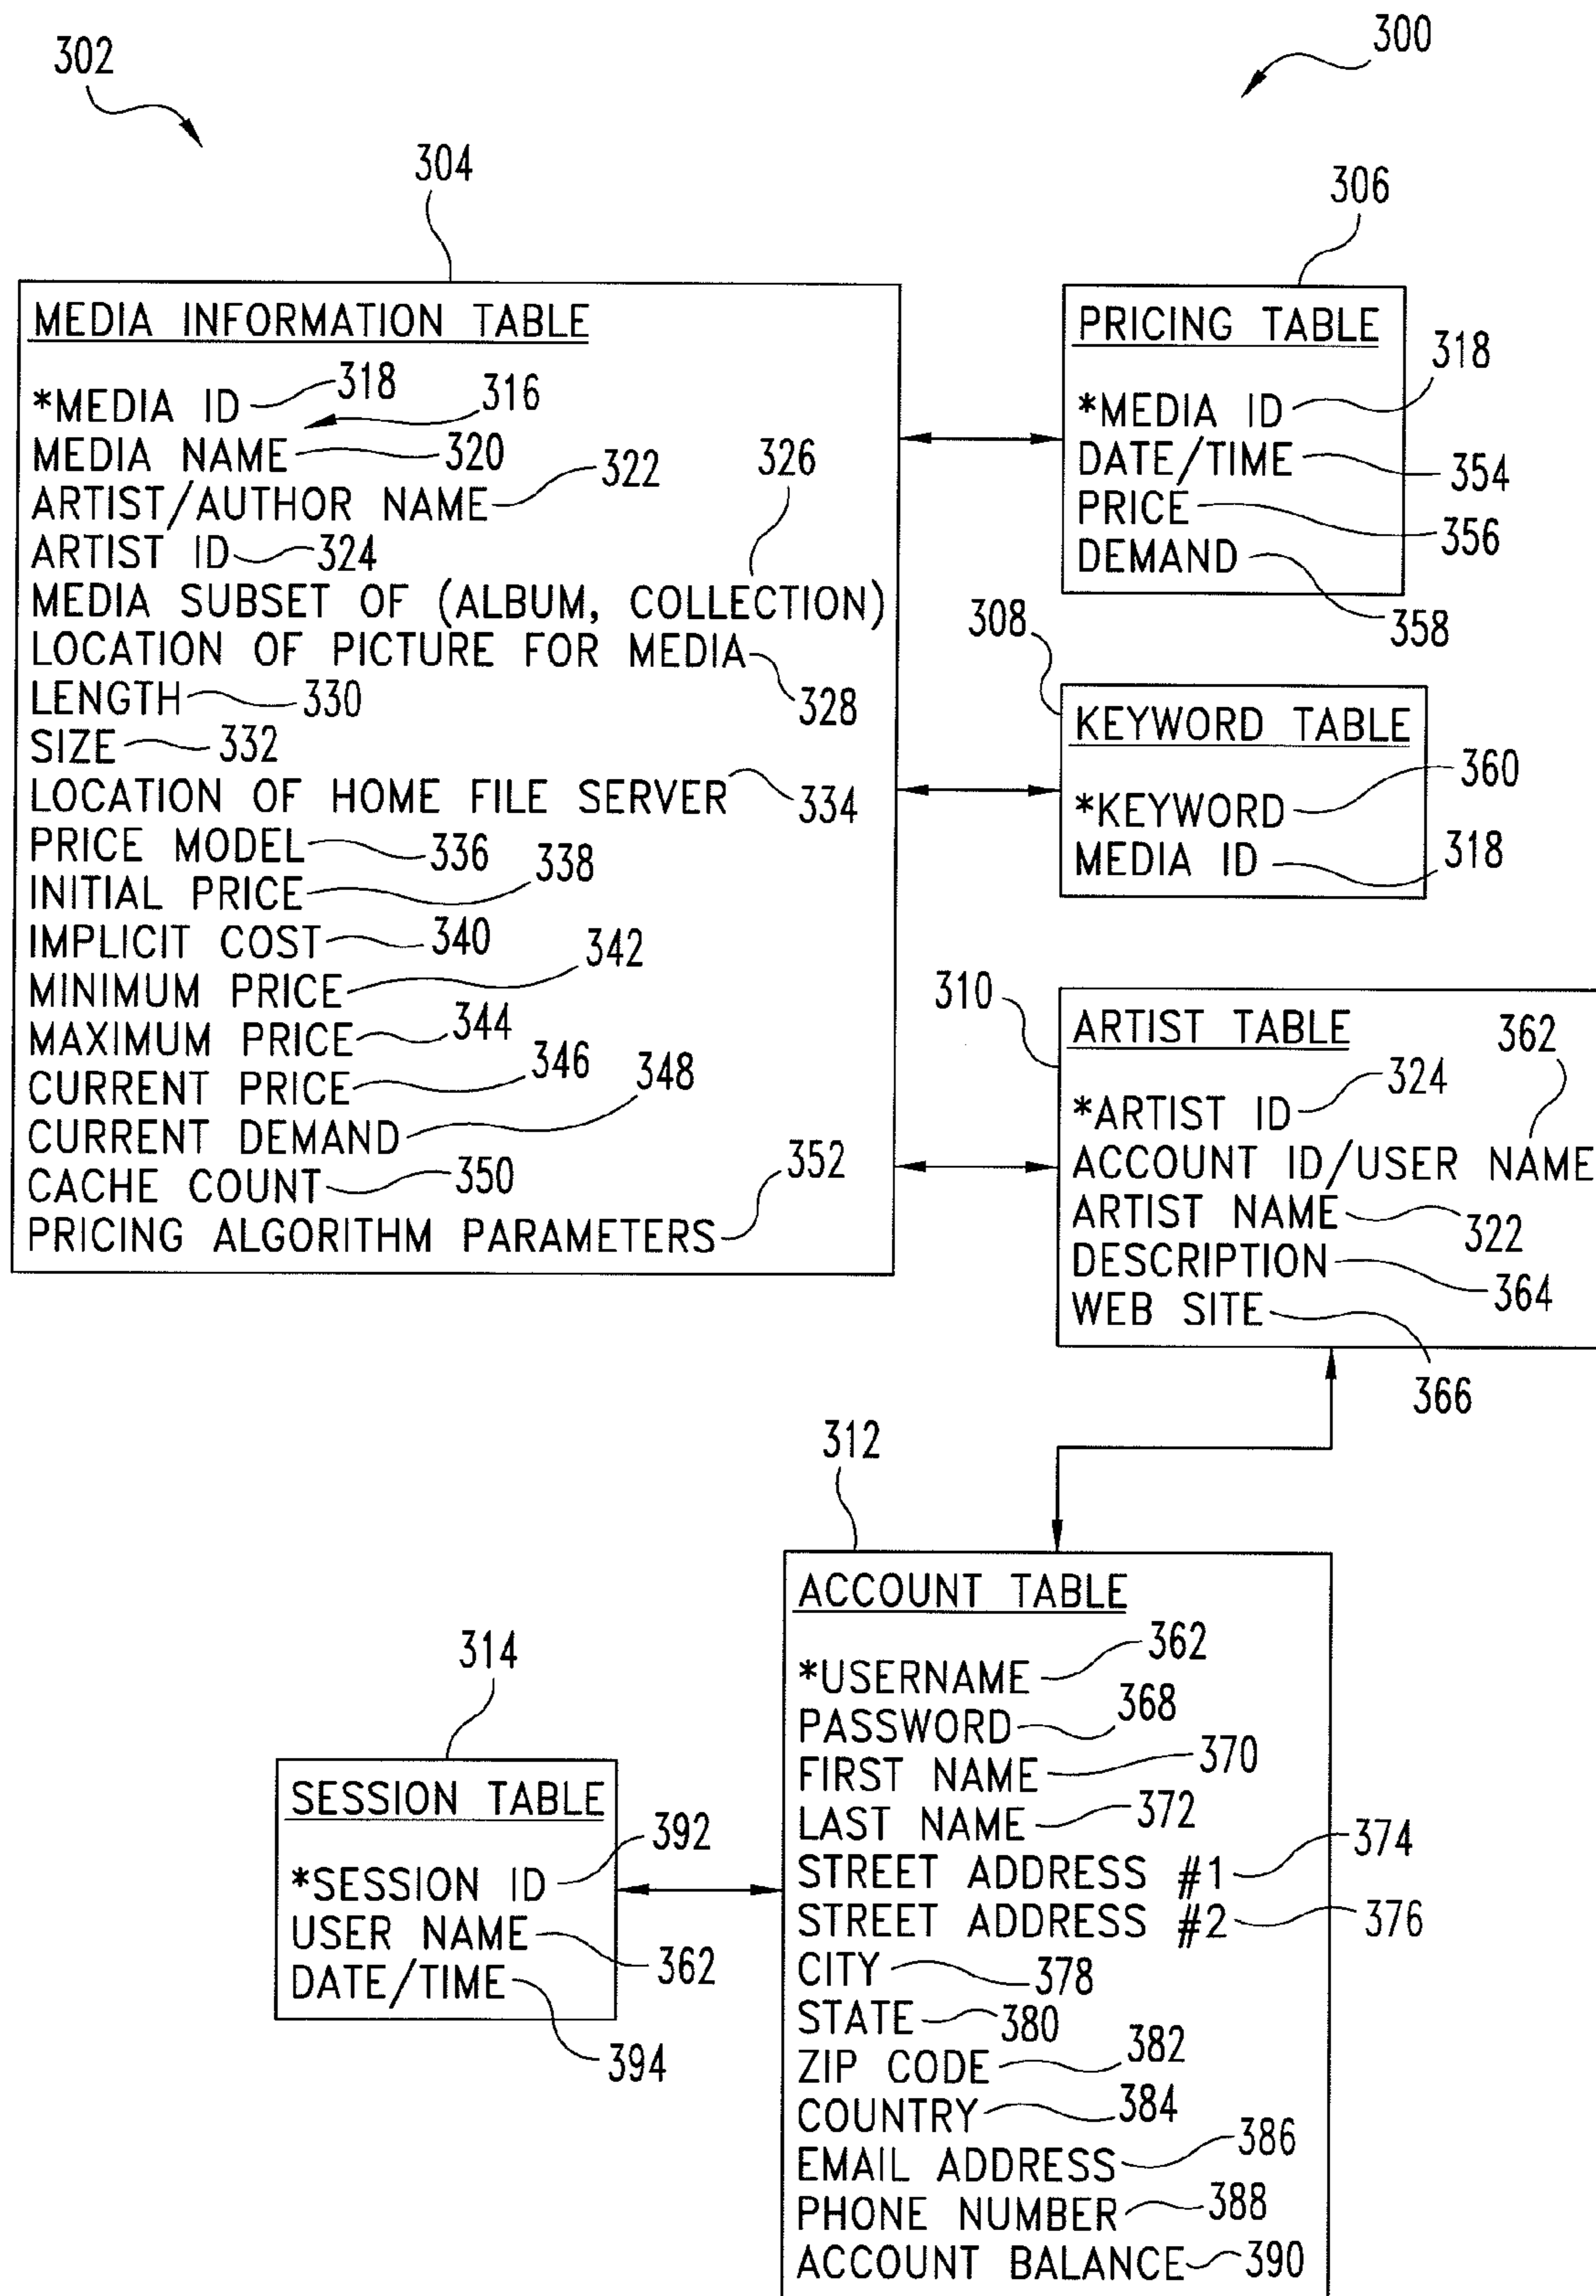 302
300
304
306
MEDIA INFORMATION TABLE
*MEDIA ID 318
316
MEDIA NAME 320
ARTIST/AUTHOR NAME 322
326
ARTIST ID 324
MEDIA SUBSET OF (ALBUM, COLLECTION)
LOCATION OF PICTURE FOR MEDIA 328
LENGTH 330
SIZE 332
LOCATION OF HOME FILE SERVER 334
PRICE MODEL 336
INITIAL PRICE 338
IMPLICIT COST 340
MINIMUM PRICE 342
MAXIMUM PRICE 344
CURRENT PRICE 346
CURRENT DEMAND 348
CACHE COUNT 350
PRICING ALGORITHM PARAMETERS 352
PRICING TABLE
*MEDIA ID 318
DATE/TIME 354
PRICE 356
DEMAND 358
308
KEYWORD TABLE
*KEYWORD 360
MEDIA ID 318
310
ARTIST TABLE
*ARTIST ID 324
ACCOUNT ID/USER NAME 362
ARTIST NAME 322
DESCRIPTION 364
WEB SITE 366
312
ACCOUNT TABLE
*USERNAME 362
PASSWORD 368
FIRST NAME 370
LAST NAME 372
STREET ADDRESS #1 374
STREET ADDRESS #2 376
CITY 378
STATE 380
ZIP CODE 382
COUNTRY 384
EMAIL ADDRESS 386
PHONE NUMBER 388
ACCOUNT BALANCE 390
314
SESSION TABLE
*SESSION ID 392
USER NAME 362
DATE/TIME 394